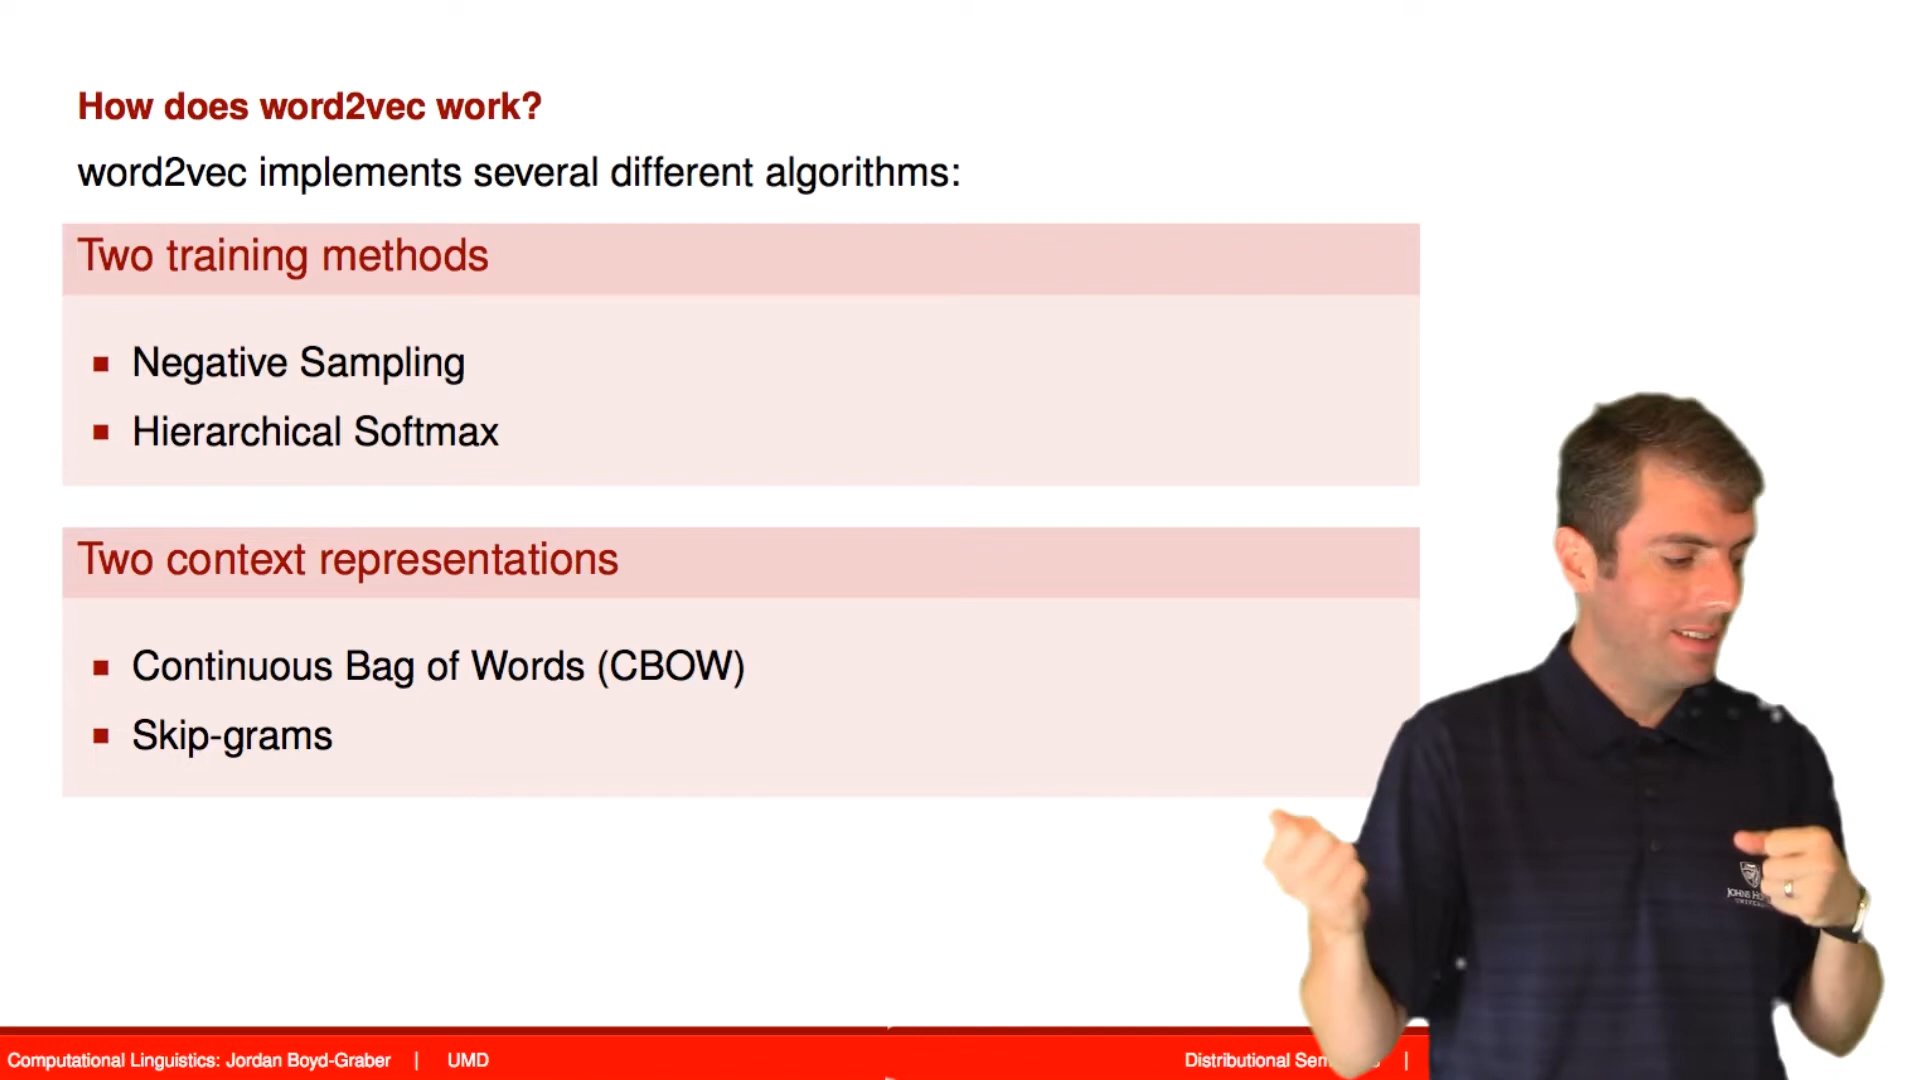 How does word2vec work?
word2vec implements several different algorithms:
Two training methods
Negative Sampling
Hierarchical Softmax
Two context representations
Continuous Bag of Words (CBOW)
Skip-grams
Computational Linguistics: Jordan Boyd-Graber | UMD
Distributional |